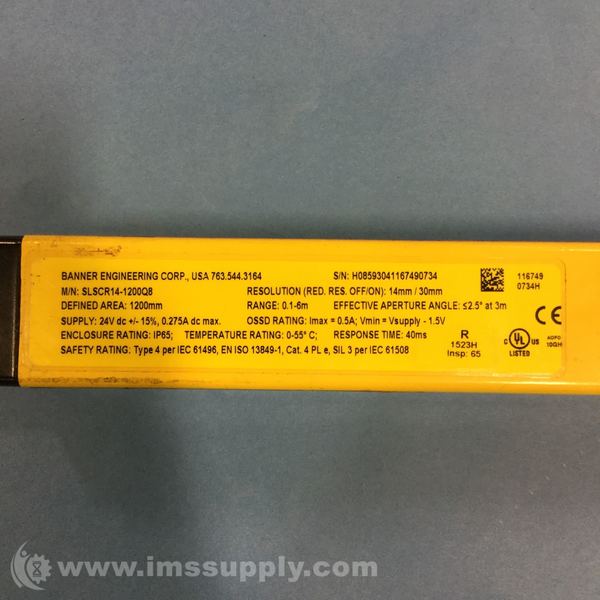 BANNER ENGINEERING CORP., USA 763.544.3164 S/N: H08593041167490734
M/N: SLSCR14-1200Q8 RESOLUTION (RED. RES. OFF/ON): 14mm / 30mm
DEFINED AREA: 1200mm RANGE: 0.1-6m EFFECTIVE APERTURE ANGLE: ≤2.5° at 3m
SUPPLY: 24V dc +/- 15%, 0.275A dc max. OSSD RATING: Imax = 0.5A; Vmin = Vsupply - 1.5V
ENCLOSURE RATING: IP65; TEMPERATURE RATING: 0-55° C; RESPONSE TIME: 40ms
SAFETY RATING: Type 4 per IEC 61496, EN ISO 13849-1, Cat. 4 PL e, SIL 3 per IEC 61508
R
1523H
Insp: 65
116749
0734H
CE
C UL US
LISTED
www.imssupply.com